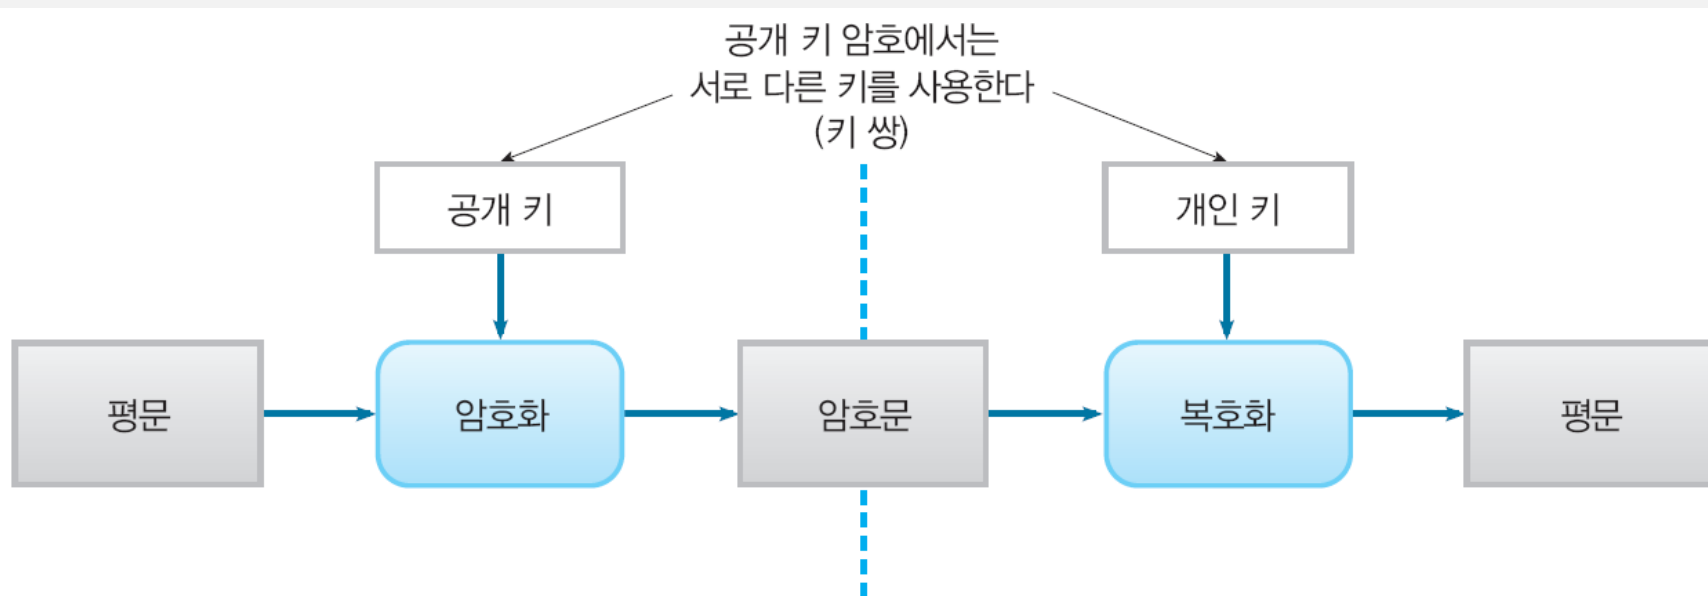 공개 키 암호에서는
서로 다른 키를 사용한다
(키 쌍)
공개 키
개인 키
평문
암호화
암호문
복호화
평문